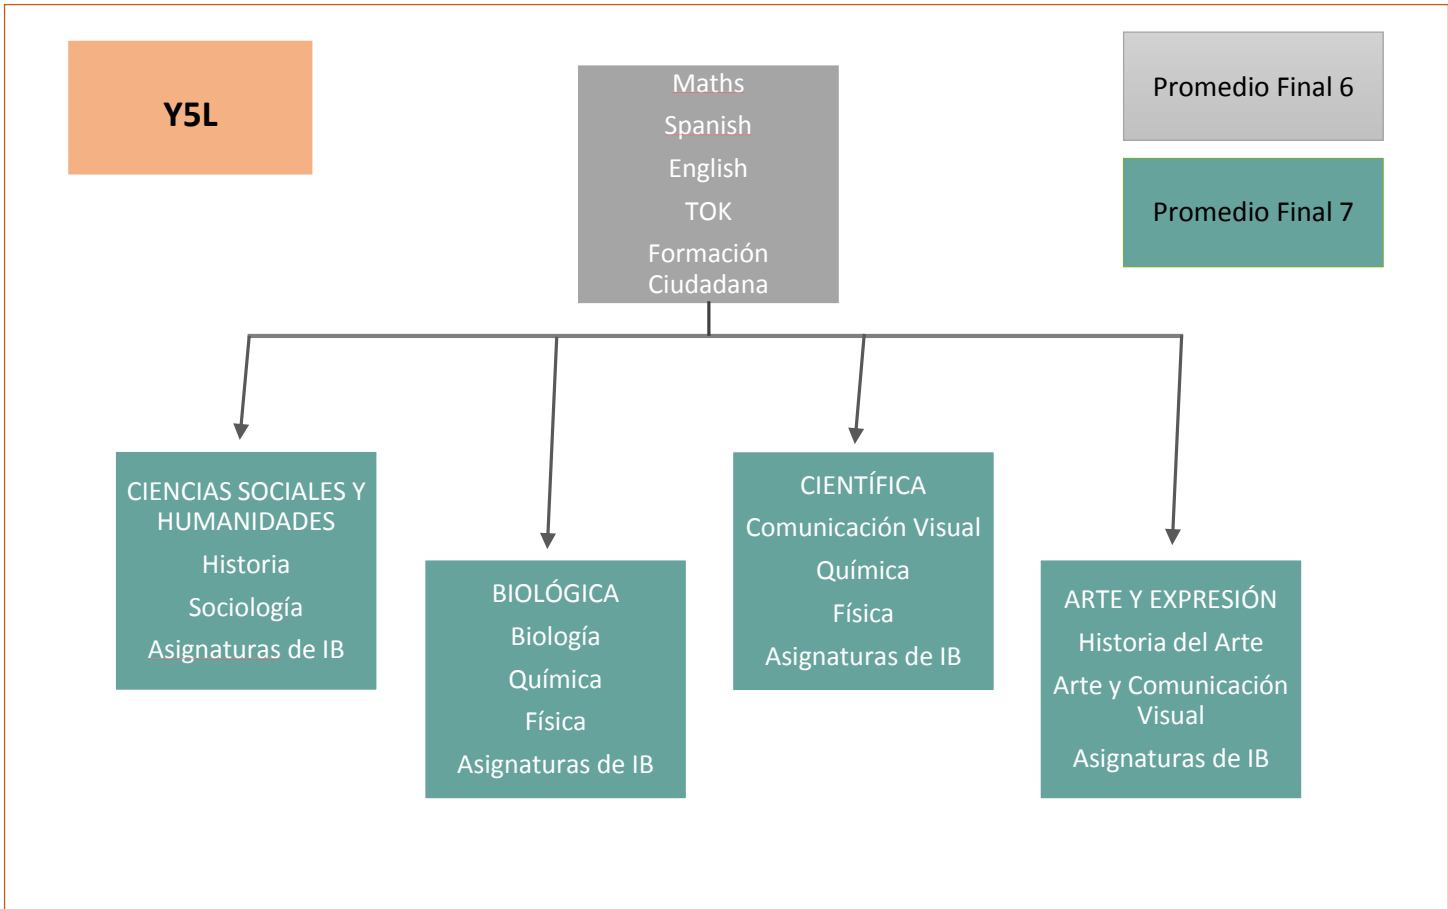 Y5L
Maths
Spanish
English
TOK
Formación
Ciudadana
Promedio Final 6
Promedio Final 7
CIENCIAS SOCIALES Y
HUMANIDADES
Historia
Sociología
Asignaturas de IB
BIOLÓGICA
Biología
Química
Física
Asignaturas de IB
CIENTÍFICA
Comunicación Visual
Química
Física
Asignaturas de IB
ARTE Y EXPRESIÓN
Historia del Arte
Arte y Comunicación
Visual
Asignaturas de IB